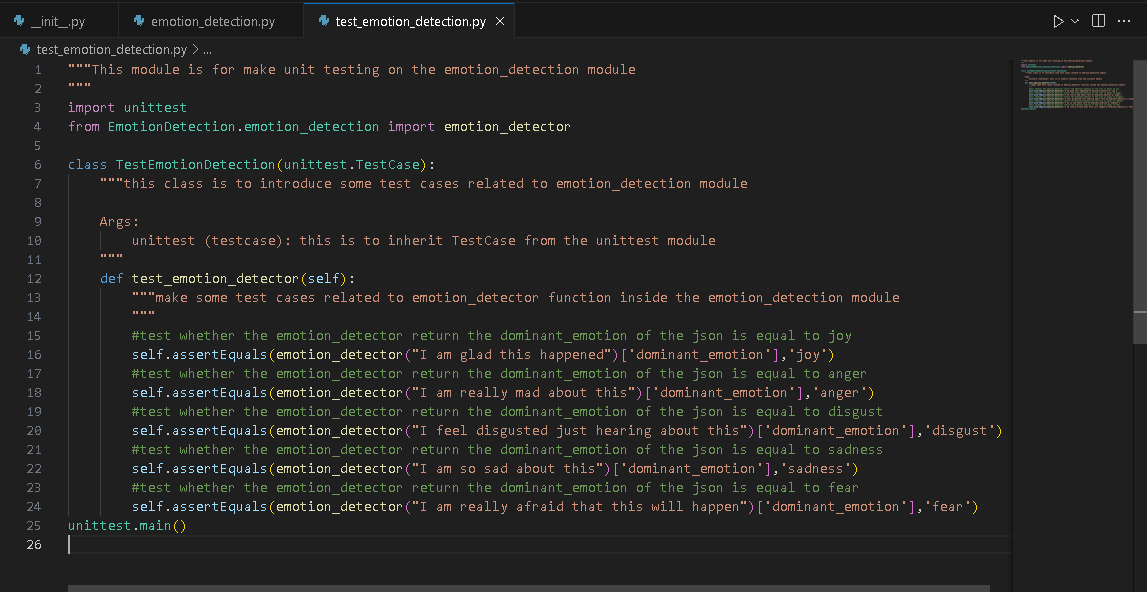 __init__.py emotion_detection.py test_emotion_detection.py
test_emotion_detection.py > ...
1 """This module is for make unit testing on the emotion_detection module
2 """
3 import unittest
4 from EmotionDetection.emotion_detection import emotion_detector
5
6 class TestEmotionDetection(unittest.TestCase):
7 """this class is to introduce some test cases related to emotion_detection module
8
9 Args:
10 unittest (testcase): this is to inherit TestCase from the unittest module
11 """
12 def test_emotion_detector(self):
13 """make some test cases related to emotion_detector function inside the emotion_detection module
14 """
15 #test whether the emotion_detector return the dominant_emotion of the json is equal to joy
16 self.assertEquals(emotion_detector("I am glad this happened")['dominant_emotion'],'joy')
17 #test whether the emotion_detector return the dominant_emotion of the json is equal to anger
18 self.assertEquals(emotion_detector("I am really mad about this")['dominant_emotion'],'anger')
19 #test whether the emotion_detector return the dominant_emotion of the json is equal to disgust
20 self.assertEquals(emotion_detector("I feel disgusted just hearing about this")['dominant_emotion'],'disgust')
21 #test whether the emotion_detector return the dominant_emotion of the json is equal to sadness
22 self.assertEquals(emotion_detector("I am so sad about this")['dominant_emotion'],'sadness')
23 #test whether the emotion_detector return the dominant_emotion of the json is equal to fear
24 self.assertEquals(emotion_detector("I am really afraid that this will happen")['dominant_emotion'],'fear')
25 unittest.main()
26